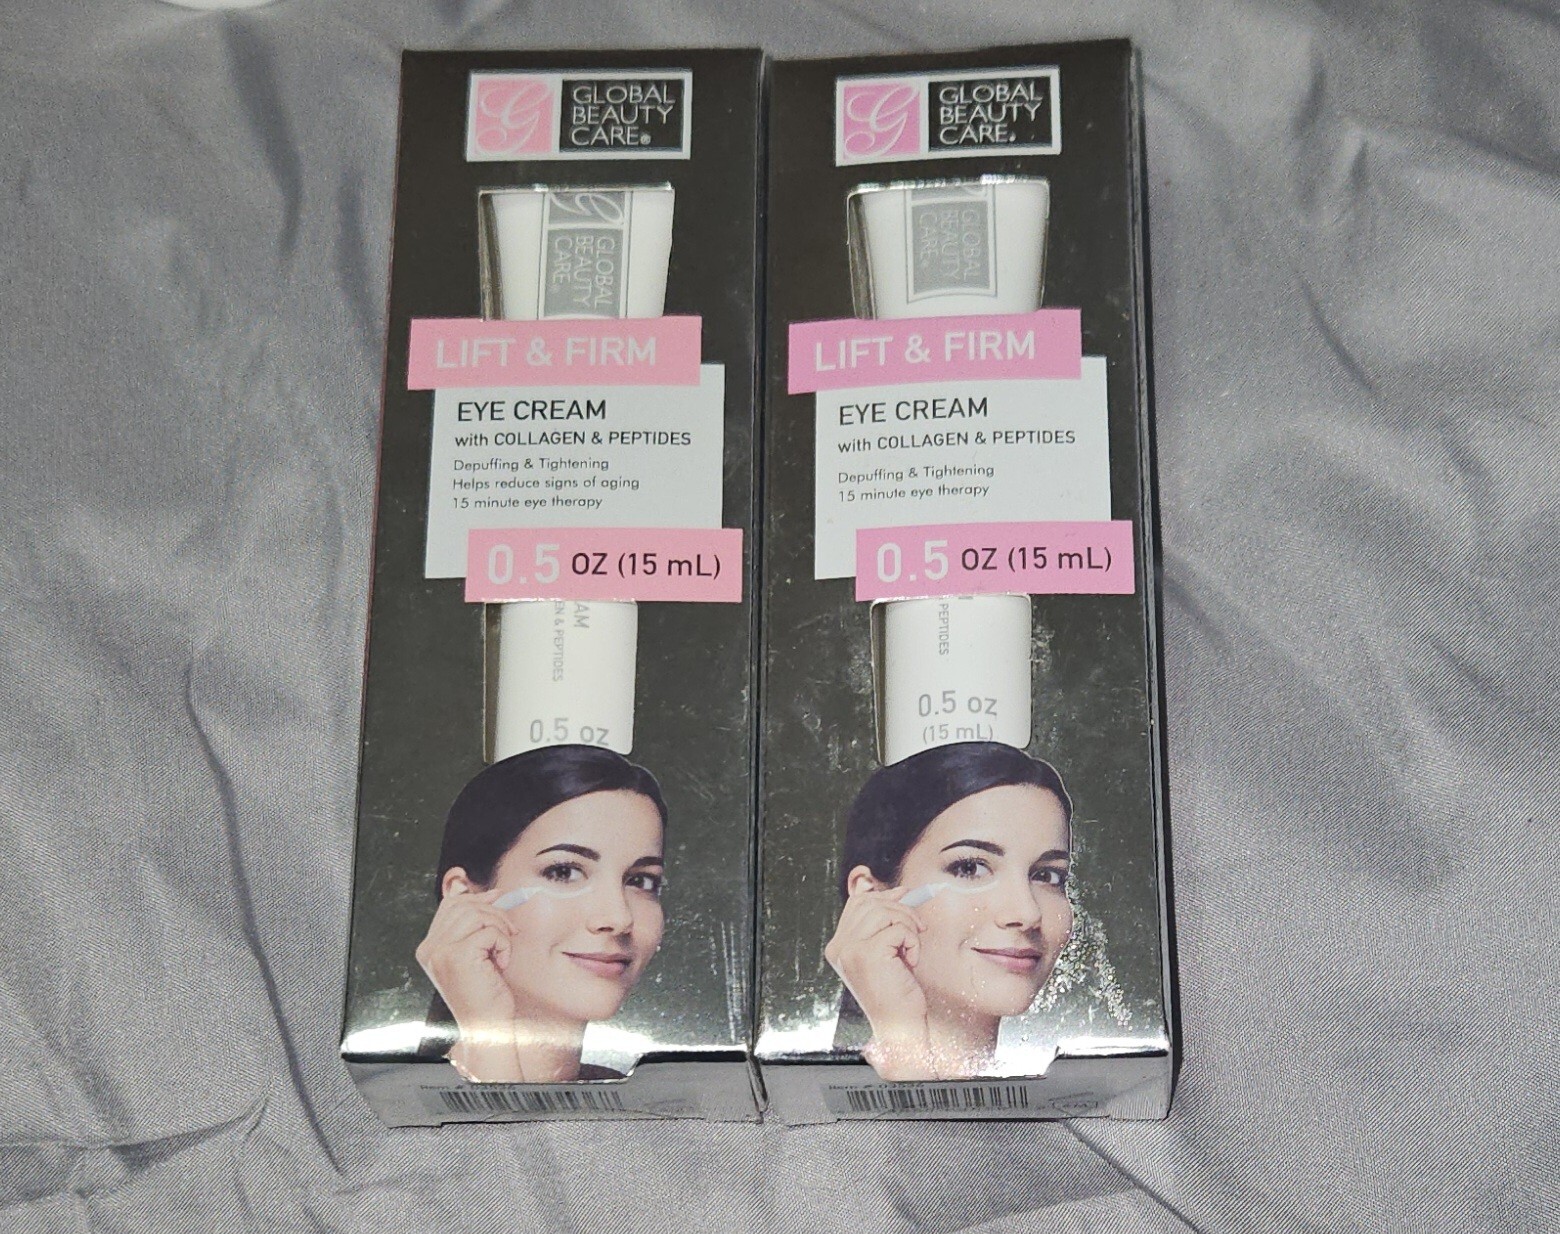 GLOBAL
BEAUTY
CARE®
GLOBAL
BEAUTY
CARE
LIFT & FIRM
EYE CREAM
with COLLAGEN & PEPTIDES
Depuffing & Tightening
Helps reduce signs of aging
15 minute eye therapy
0.5 OZ (15 mL)
& PEPTIDES
0.5 oz
GLOBAL
BEAUTY
CARE®
GLOBAL
BEAUTY
CARE
LIFT & FIRM
EYE CREAM
with COLLAGEN & PEPTIDES
Depuffing & Tightening
15 minute eye therapy
0.5 OZ (15 mL)
PEPTIDES
0.5 oz
(15 mL)
Item #
Item #